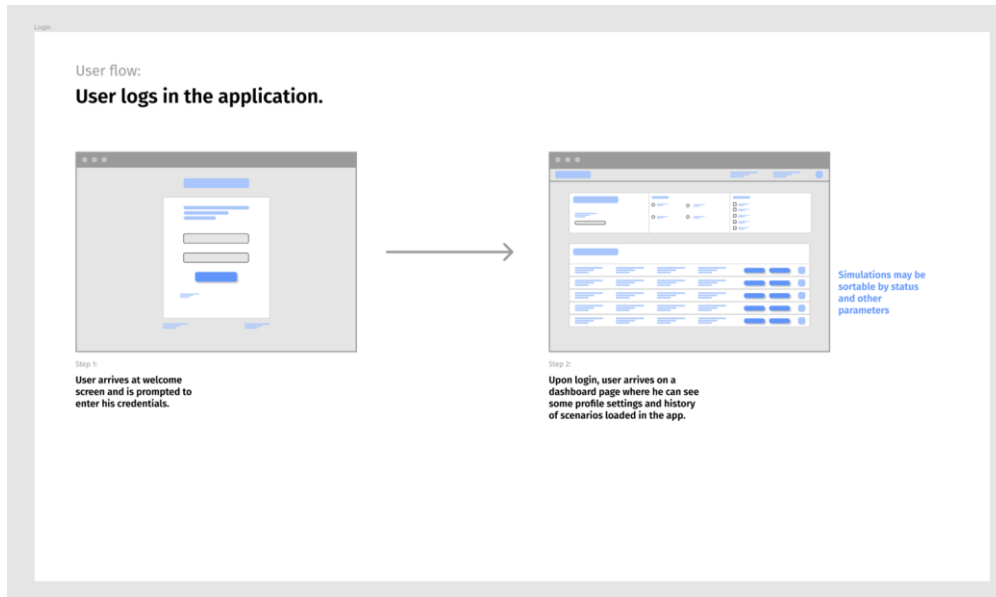 Login
User flow:
User logs in the application.
Simulations may be
sortable by status
and other
parameters
Step 1:
User arrives at welcome
screen and is prompted to
enter his credentials.
Step 2:
Upon login, user arrives on a
dashboard page where he can see
some profile settings and history
of scenarios loaded in the app.